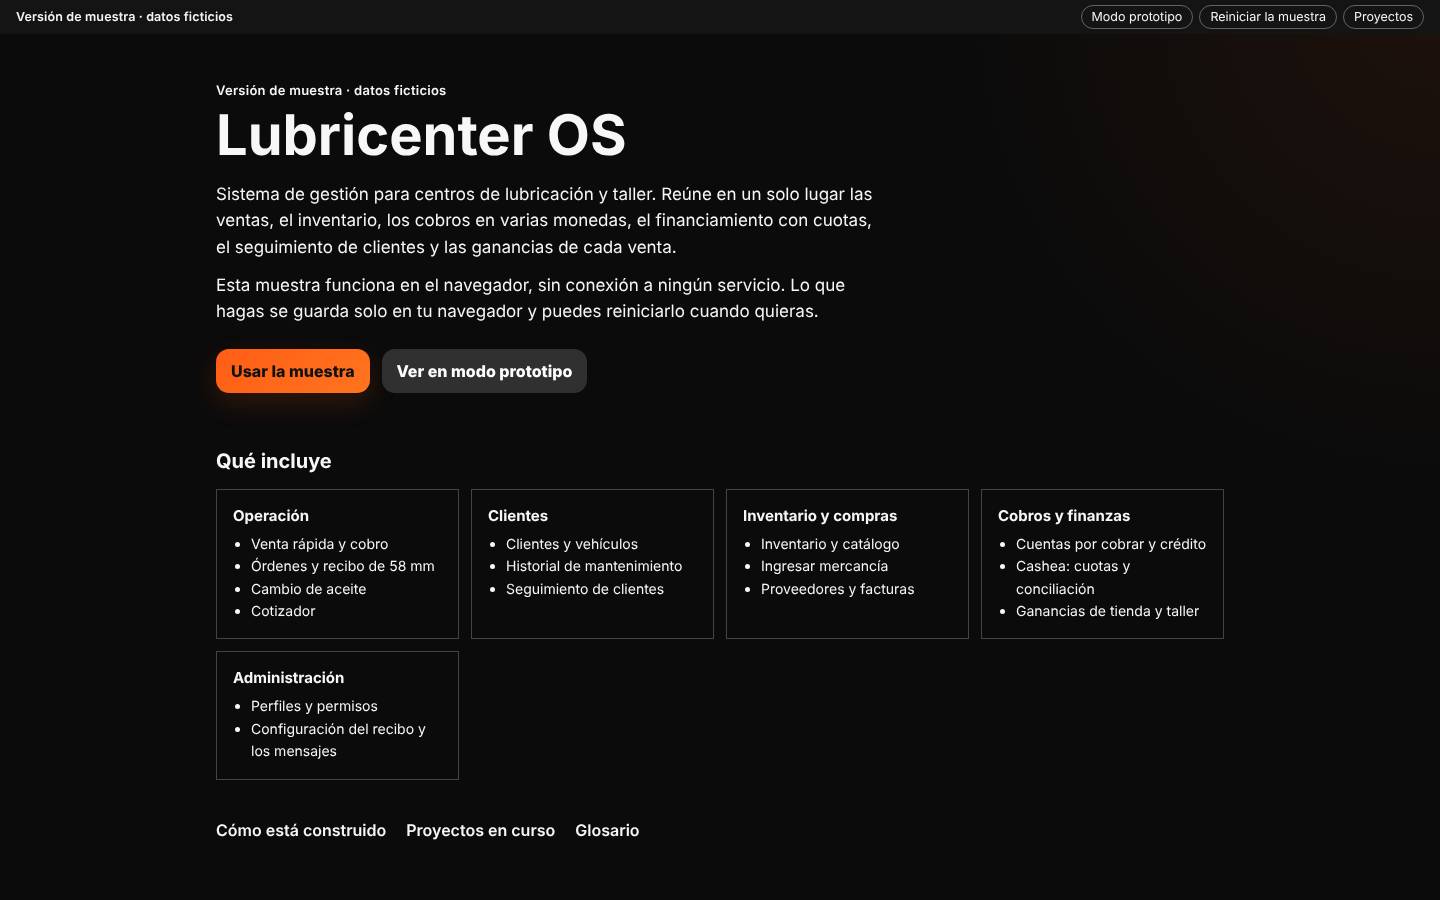 Versión de muestra · datos ficticios
Modo prototipo
Reiniciar la muestra
Proyectos
Versión de muestra · datos ficticios
Lubricenter OS
Sistema de gestión para centros de lubricación y taller. Reúne en un solo lugar las
ventas, el inventario, los cobros en varias monedas, el financiamiento con cuotas,
el seguimiento de clientes y las ganancias de cada venta.
Esta muestra funciona en el navegador, sin conexión a ningún servicio. Lo que
hagas se guarda solo en tu navegador y puedes reiniciarlo cuando quieras.
Usar la muestra
Ver en modo prototipo
Qué incluye
Operación
Venta rápida y cobro
Órdenes y recibo de 58 mm
Cambio de aceite
Cotizador
Clientes
Clientes y vehículos
Historial de mantenimiento
Seguimiento de clientes
Inventario y compras
Inventario y catálogo
Ingresar mercancía
Proveedores y facturas
Cobros y finanzas
Cuentas por cobrar y crédito
Cashea: cuotas y
conciliación
Ganancias de tienda y taller
Administración
Perfiles y permisos
Configuración del recibo y
los mensajes
Cómo está construido
Proyectos en curso
Glosario